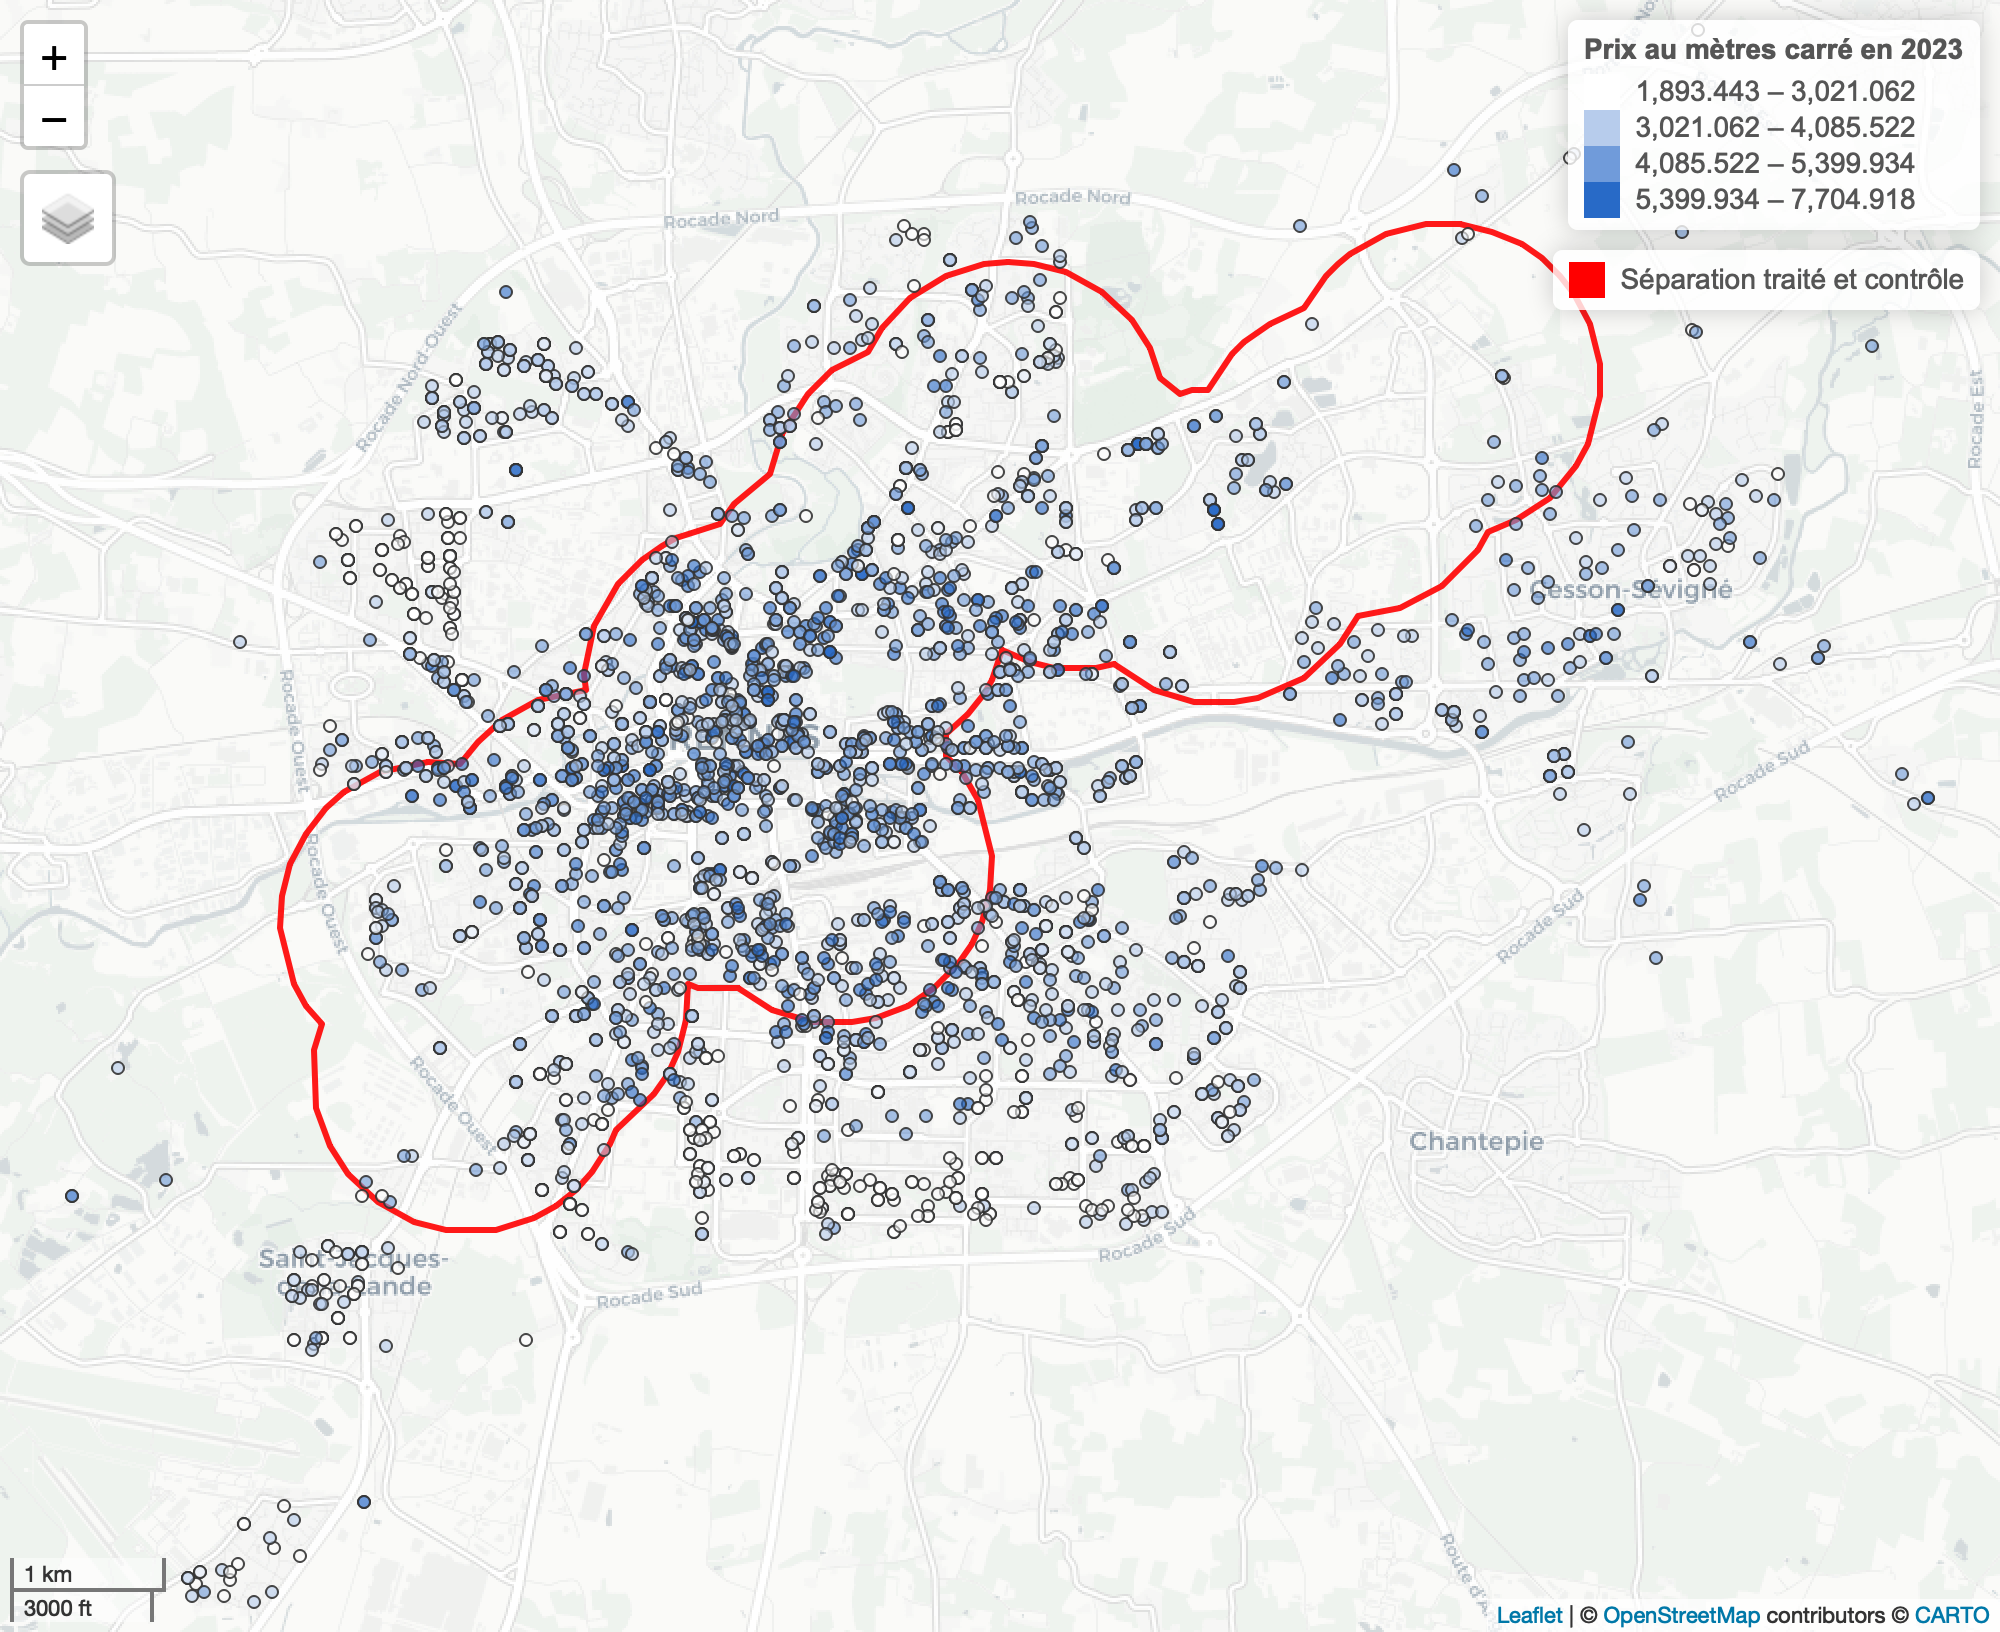 +
−
Prix au mètres carré en 2023
1,893.443 – 3,021.062
3,021.062 – 4,085.522
4,085.522 – 5,399.934
5,399.934 – 7,704.918
Séparation traité et contrôle
Rocade Nord
Rocade Nord
Rocade Nord-Ouest
Rocade Est
Cesson-Sévigné
Rocade Ouest
Rocade Sud
Rocade Ouest
Rocade Sud
Rocade Ouest
Chantepie
Rocade Sud
Saint-Jacques-
Rocade Sud
Route
1 km
3000 ft
Leaflet | © OpenStreetMap contributors © CARTO